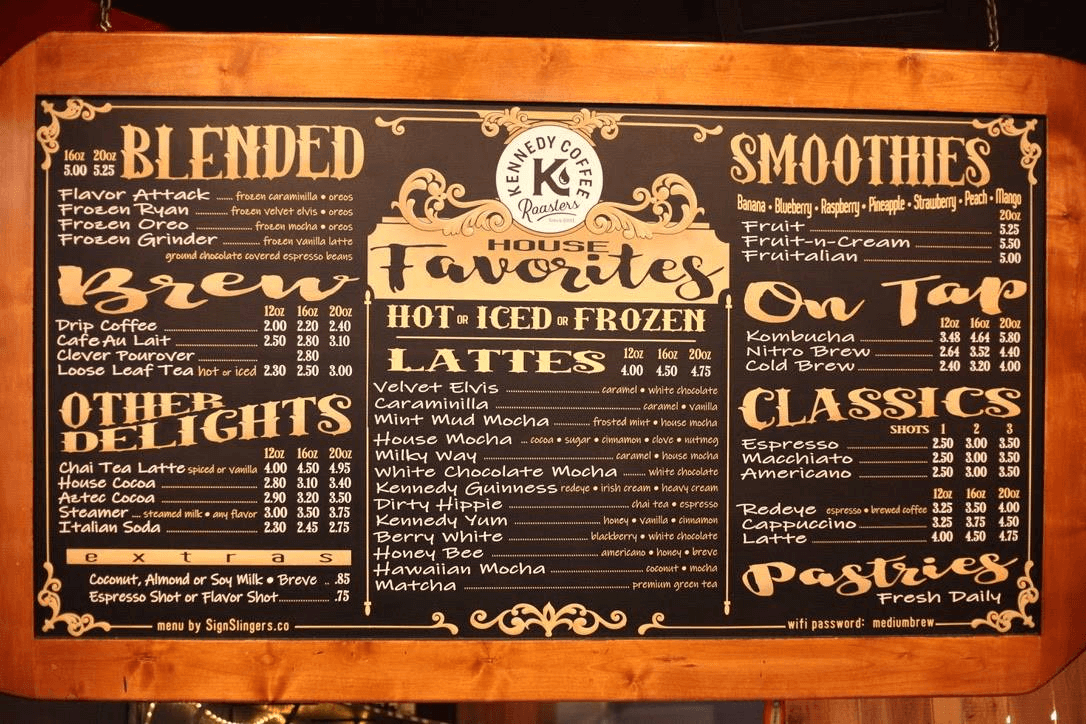 KENNEDY COFFEE
K
Roasters
BLENDED
16oz 20oz
5.00 5.25
Flavor Attack frozen caraminilla • oreos
Frozen Ryan frozen velvet elvis • oreos
Frozen Oreo frozen mocha • oreos
Frozen Grinder frozen vanilla latte
ground chocolate covered espresso beans
Brew
12oz 16oz 20oz
Drip Coffee 2.00 2.20 2.40
Cafe Au Lait 2.50 2.80 3.10
Clever Pourover 2.80
Loose Leaf Tea hot or iced 2.30 2.50 3.00
OTHER
DELIGHTS
12oz 16oz 20oz
Chai Tea Latte spiced or vanilla 4.00 4.50 4.95
House Cocoa 2.80 3.10 3.40
Aztec Cocoa 2.90 3.20 3.50
Steamer ... steamed milk • any flavor 3.00 3.50 3.75
Italian Soda 2.30 2.45 2.75
extras
Coconut, Almond or Soy Milk • Breve .. .85
Espresso Shot or Flavor Shot .75
menu by SignSlingers.co
HOUSE
Favorites
HOT OR ICED OR FROZEN
LATTES
12oz 16oz 20oz
4.00 4.50 4.75
Velvet Elvis caramel • white chocolate
Caraminilla caramel • vanilla
Mint Mud Mocha frosted mint • house mocha
House Mocha ... cocoa • sugar • cinnamon • clove • nutmeg
Milky Way caramel • house mocha
White Chocolate Mocha white chocolate
Kennedy Guinness redeye • irish cream • heavy cream
Dirty Hippie chai tea • espresso
Kennedy Yum honey • vanilla • cinnamon
Berry White blackberry • white chocolate
Honey Bee americano • honey • breve
Hawaiian Mocha coconut • mocha
Matcha premium green tea
SMOOTHIES
Banana • Blueberry • Raspberry • Pineapple • Strawberry • Peach • Mango
20oz
Fruit 5.25
Fruit-n-Cream 5.50
Fruitalian 5.00
On Tap
12oz 16oz 20oz
Kombucha 3.48 4.64 5.80
Nitro Brew 2.64 3.52 4.40
Cold Brew 2.40 3.20 4.00
CLASSICS
SHOTS 1 2 3
Espresso 2.50 3.00 3.50
Macchiato 2.50 3.00 3.50
Americano 2.50 3.00 3.50
12oz 16oz 20oz
Redeye espresso • brewed coffee 3.25 3.50 4.00
Cappuccino 3.25 3.75 4.50
Latte 4.00 4.50 4.75
Pastries
Fresh Daily
wifi password: mediumbrew